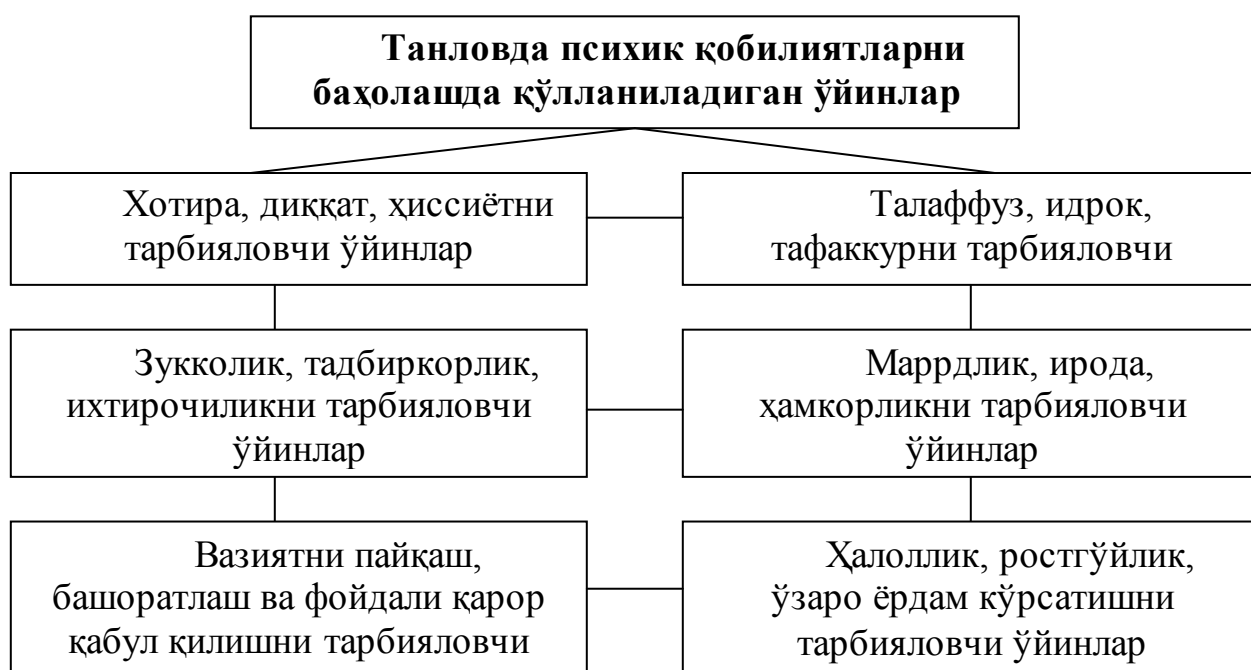 Танловда психик қобилиятларни
баҳолашда қўлланиладиган ўйинлар
Хотира, диққат, ҳиссиётни
тарбияловчи ўйинлар
Талаффуз, идрок,
тафаккурни тарбияловчи
Зукколик, тадбиркорлик,
ихтирочиликни тарбияловчи
ўйинлар
Маррдлик, ирода,
ҳамкорликни тарбияловчи
ўйинлар
Вазиятни пайқаш,
башоратлаш ва фойдали қарор
қабул қилишни тарбияловчи
Ҳалоллик, ростгўйлик,
ўзаро ёрдам кўрсатишни
тарбияловчи ўйинлар